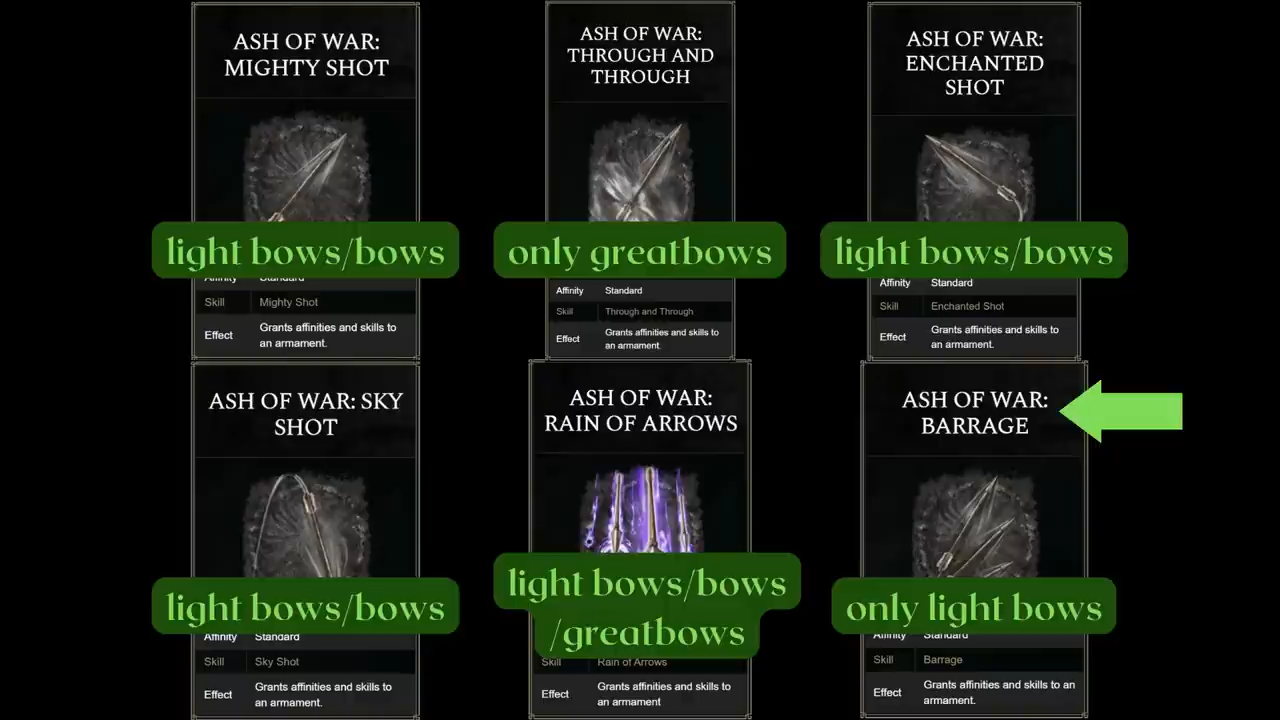 ASH OF WAR:
MIGHTY SHOT
light bows/bows
Affinity Standard
Skill Mighty Shot
Effect Grants affinities and skills to
an armament.
ASH OF WAR:
THROUGH AND
THROUGH
only greatbows
Affinity Standard
Skill Through and Through
Effect Grants affinities and skills to
an armament.
ASH OF WAR:
ENCHANTED
SHOT
light bows/bows
Affinity Standard
Skill Enchanted Shot
Effect Grants affinities and skills to
an armament.
ASH OF WAR: SKY
SHOT
light bows/bows
Affinity Standard
Skill Sky Shot
Effect Grants affinities and skills to
an armament.
ASH OF WAR:
RAIN OF ARROWS
light bows/bows
/greatbows
Skill Rain of Arrows
Effect Grants affinities and skills to
an armament
ASH OF WAR:
BARRAGE
only light bows
Affinity Standard
Skill Barrage
Effect Grants affinities and skills to an
armament.